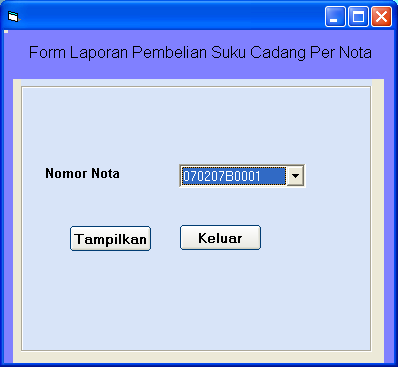 Form Laporan Pembelian Suku Cadang Per Nota
Nomor Nota
070207B0001
Tampilkan
Keluar